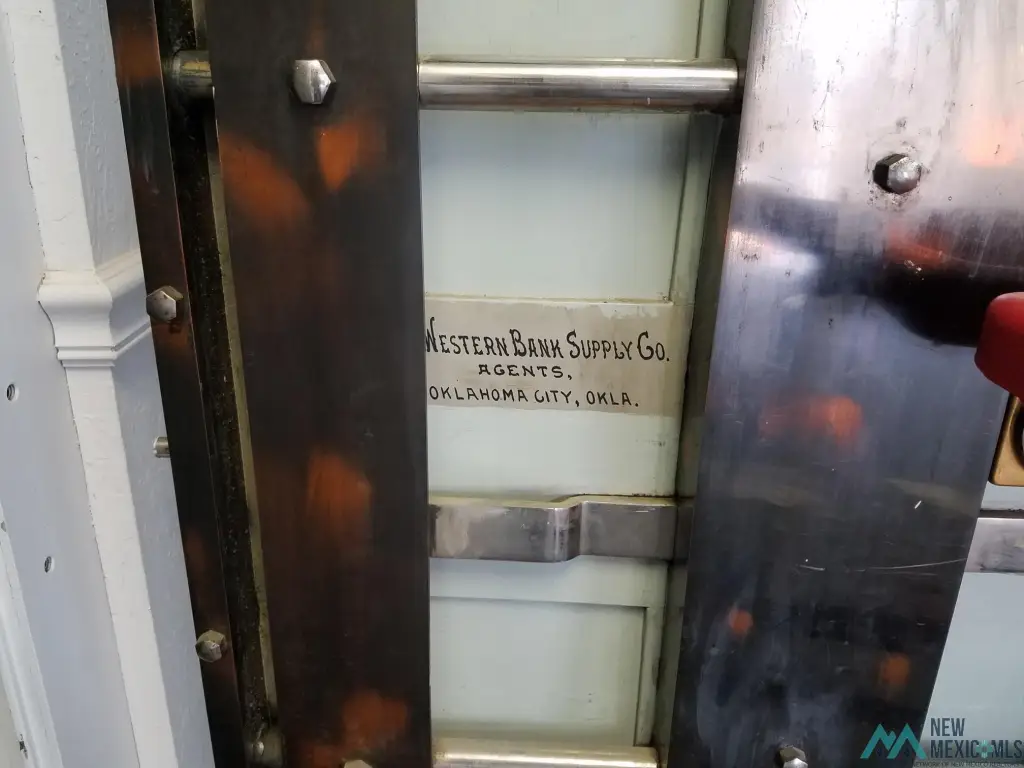 Western Bank Supply Co.
Agents,
Oklahoma City, Okla.
NEW
MEXICO MLS